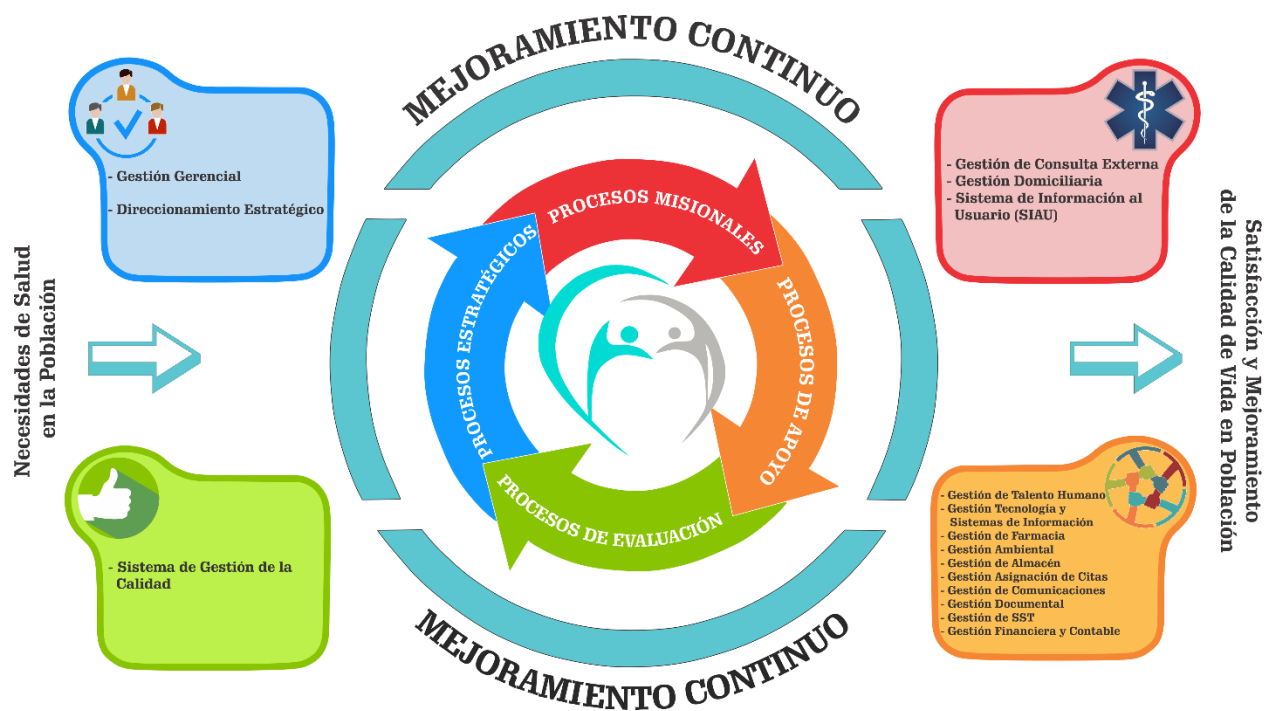 MEJORAMIENTO CONTINUO
- Gestión Gerencial
- Direccionamiento Estratégico
- Gestión de Consulta Externa
- Gestión Domiciliaria
- Sistema de Información al
Usuario (SIAU)
Necesidades de Salud
en la Población
PROCESOS ESTRATÉGICOS
PROCESOS MISIONALES
PROCESOS DE APOYO
PROCESOS DE EVALUACIÓN
Satisfacción y Mejoramiento
de la Calidad de Vida en Población
- Sistema de Gestión de la
Calidad
- Gestión de Talento Humano
- Gestión Tecnología y
Sistemas de Información
- Gestión de Farmacia
- Gestión Ambiental
- Gestión de Almacén
- Gestión Asignación de Citas
- Gestión de Comunicaciones
- Gestión Documental
- Gestión de SST
- Gestión Financiera y Contable
MEJORAMIENTO CONTINUO